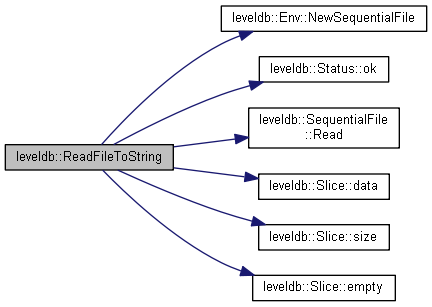 leveldb::Env::NewSequentialFile
leveldb::Status::ok
leveldb::SequentialFile
::Read
leveldb::ReadFileToString
leveldb::Slice::data
leveldb::Slice::size
leveldb::Slice::empty